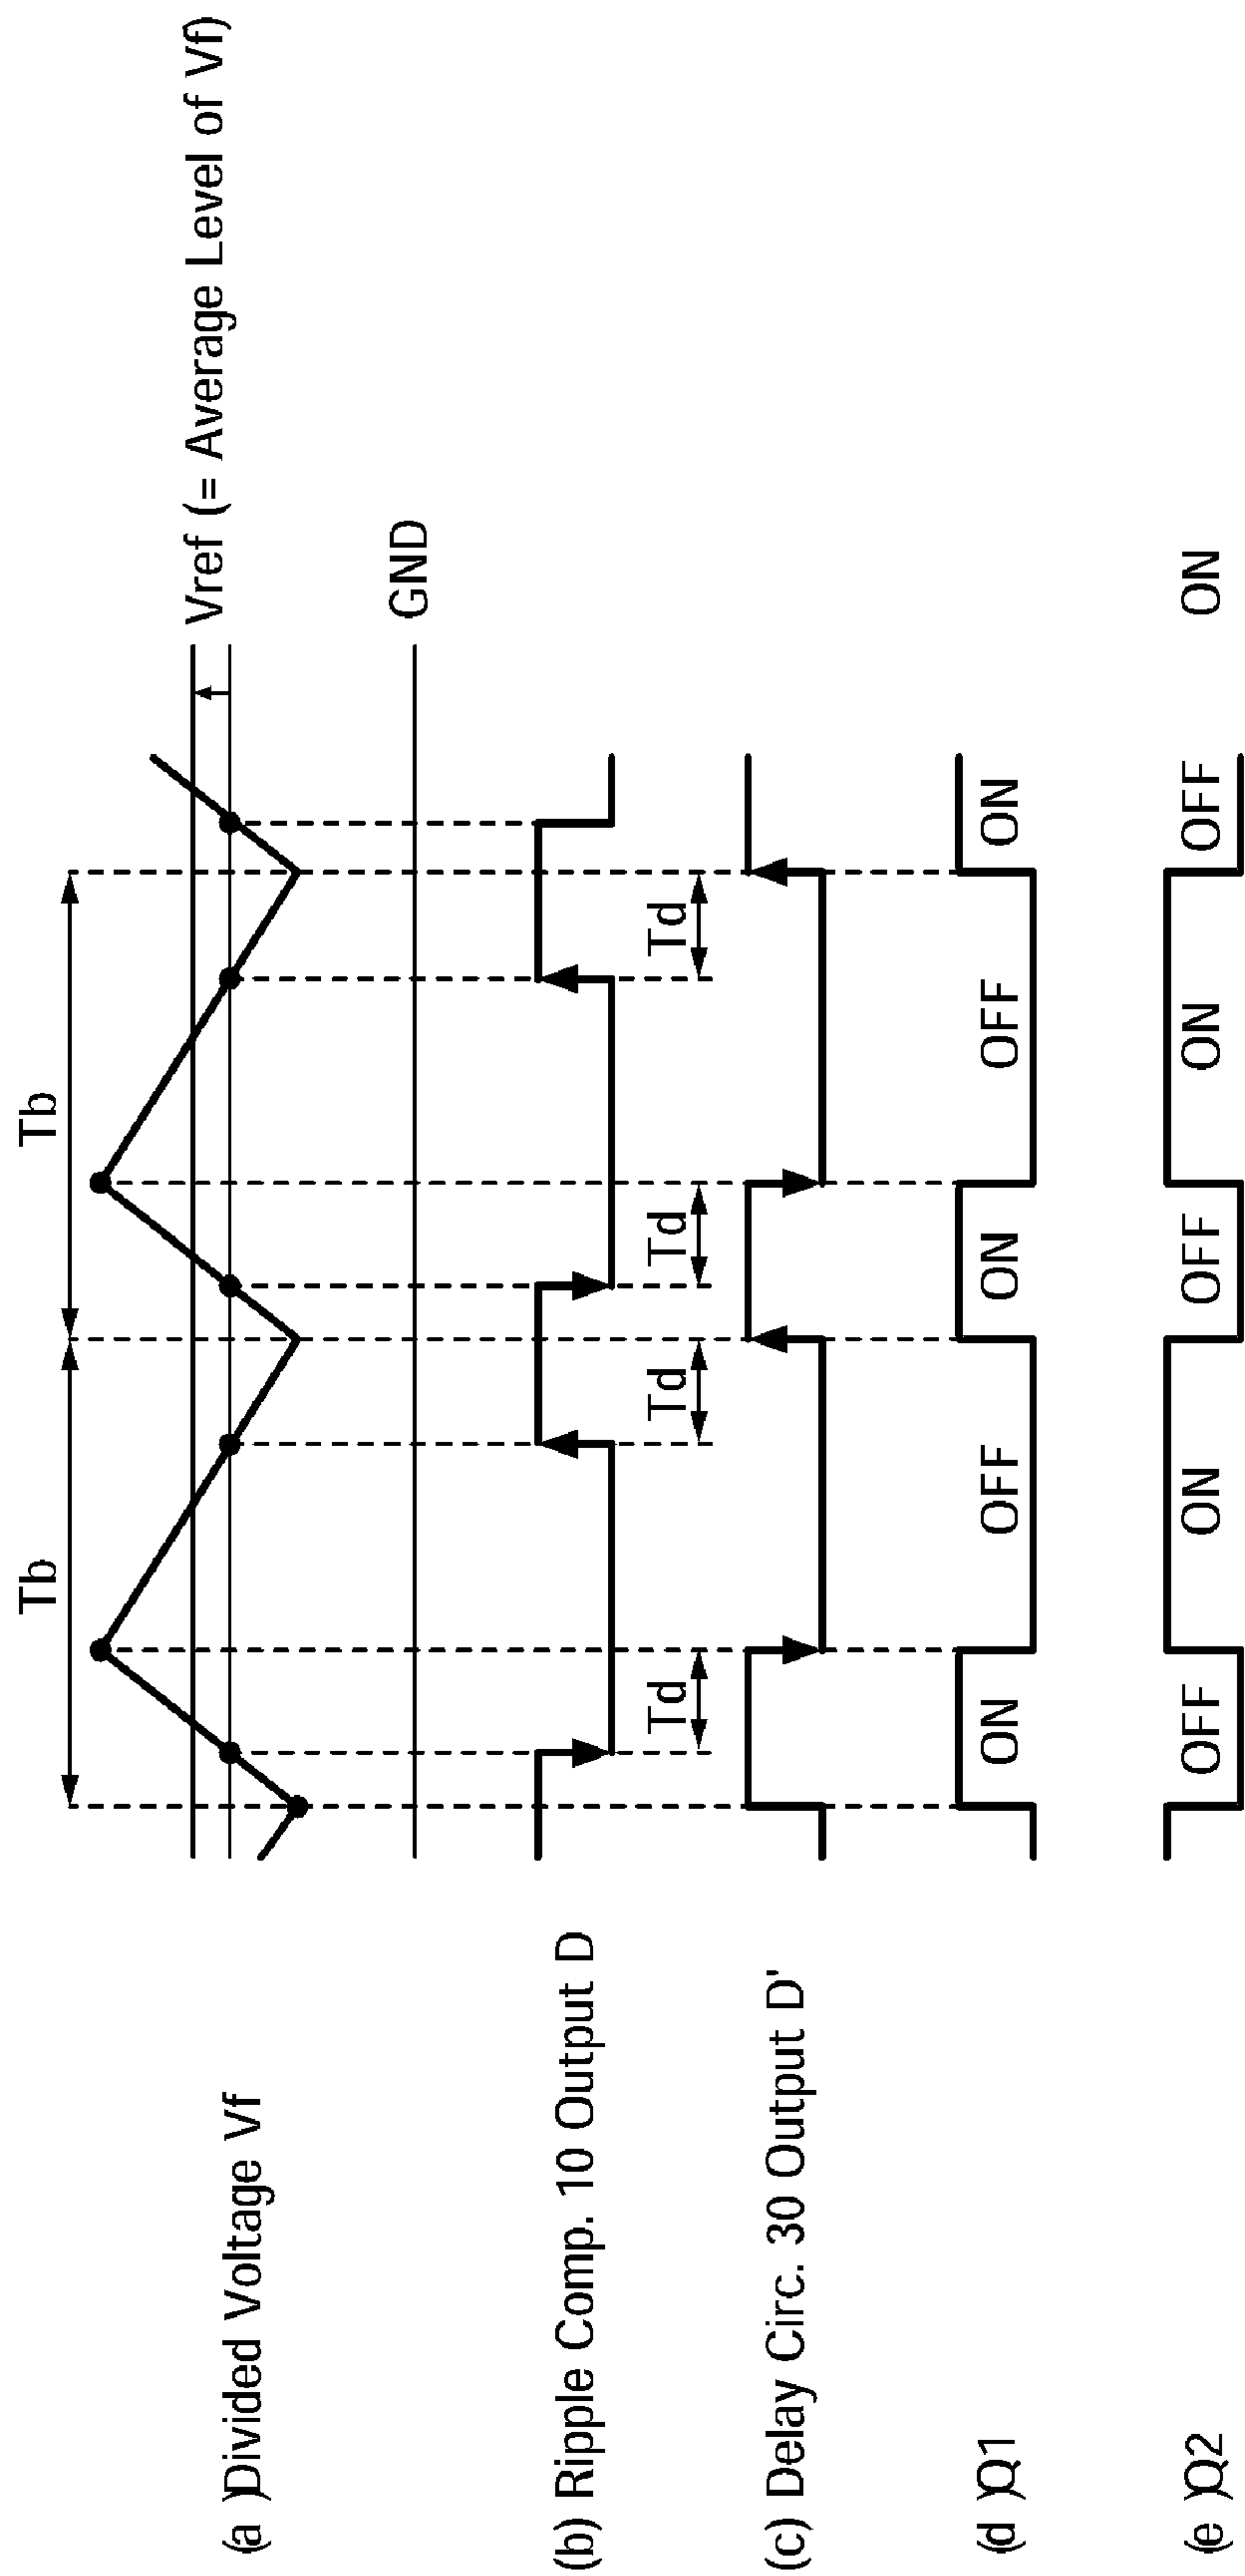 Tb Tb
(a )Divided Voltage Vf
Vref (= Average Level of Vf)
GND
(b) Ripple Comp. 10 Output D
Td Td Td Td
(c) Delay Circ. 30 Output D'
(d )Q1 ON OFF ON OFF ON
(e )Q2 OFF ON OFF ON OFF ON